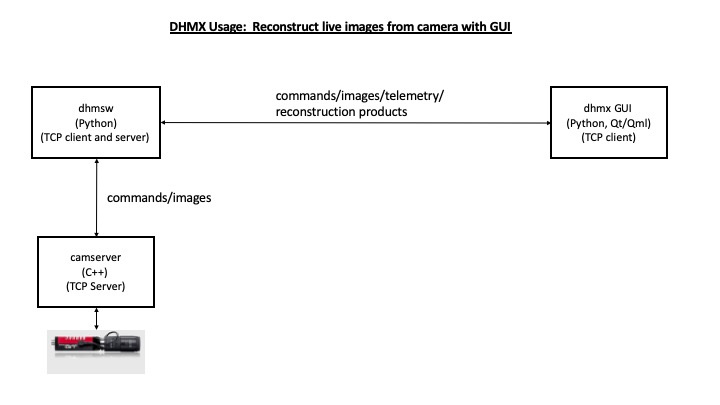 DHMX Usage:  Reconstruct live images from camera with GUI
commands/images/telemetry/
reconstruction products
dhmsw
(Python)
(TCP client and server)
dhmx GUI
(Python, Qt/Qml)
(TCP client)
commands/images
camserver
(C++)
(TCP Server)